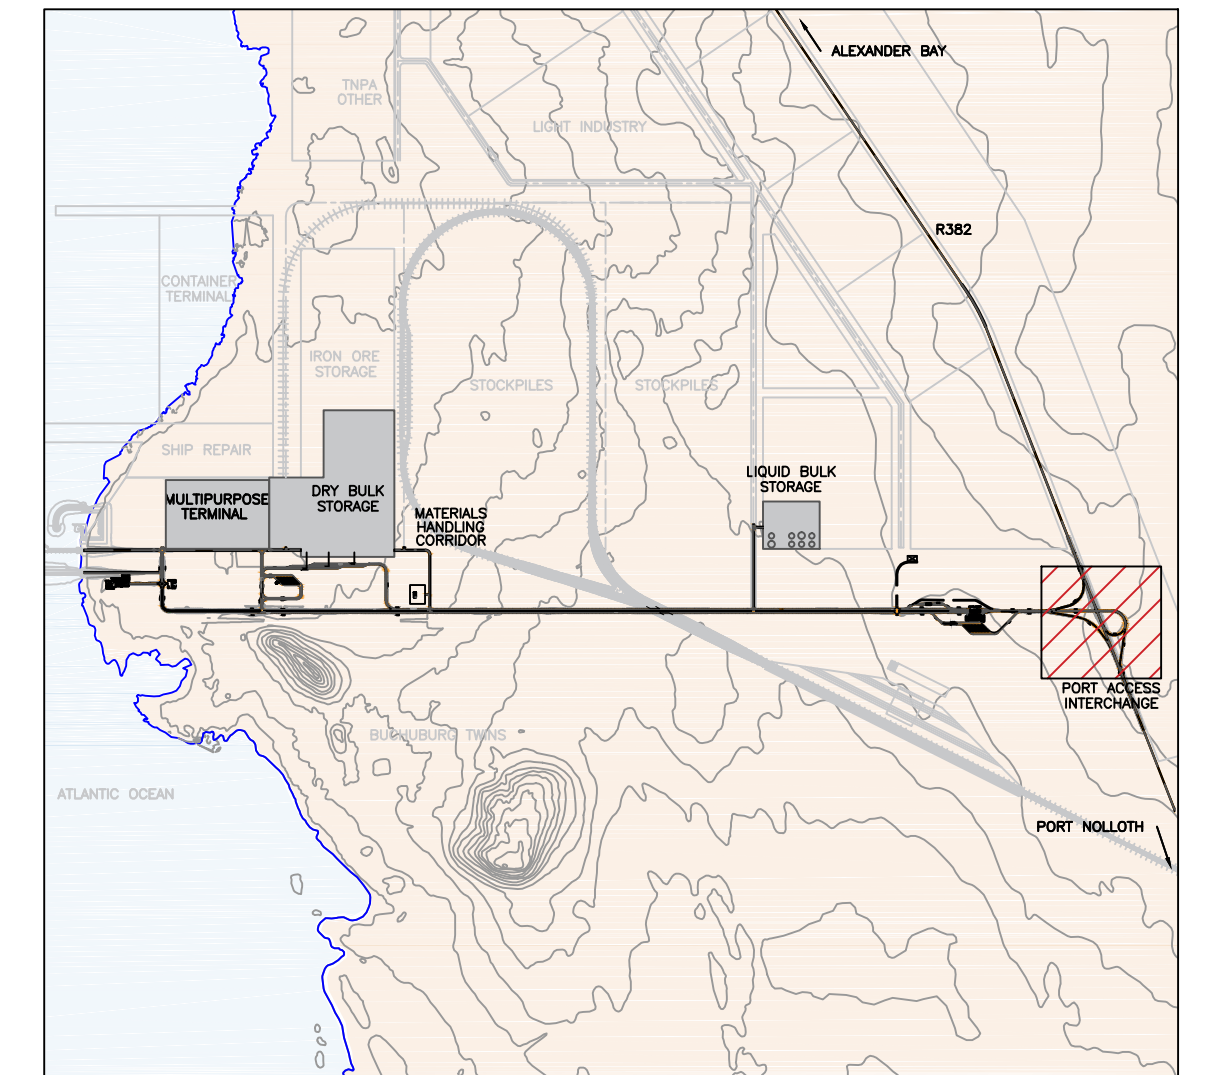 ALEXANDER BAY
TNPA
OTHER
LIGHT INDUSTRY
R382
CONTAINER
TERMINAL
IRON ORE
STORAGE
STOCKPILES
STOCKPILES
SHIP REPAIR
LIQUID BULK
STORAGE
MULTIPURPOSE
TERMINAL
DRY BULK
STORAGE
MATERIALS
HANDLING
CORRIDOR
PORT ACCESS
INTERCHANGE
BUCHUBURG TWINS
ATLANTIC OCEAN
PORT NOLLOTH